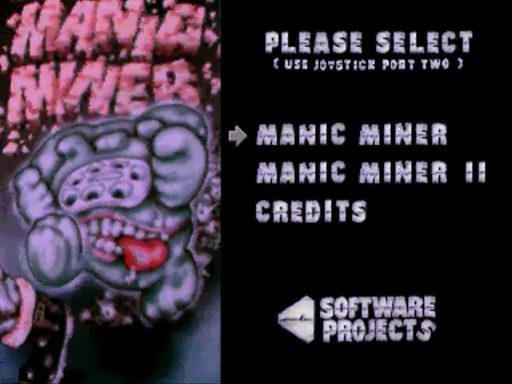 MANIC
MINER
PLEASE SELECT
( USE JOYSTICK PORT TWO )
MANIC MINER
MANIC MINER II
CREDITS
SOFTWARE
PROJECTS